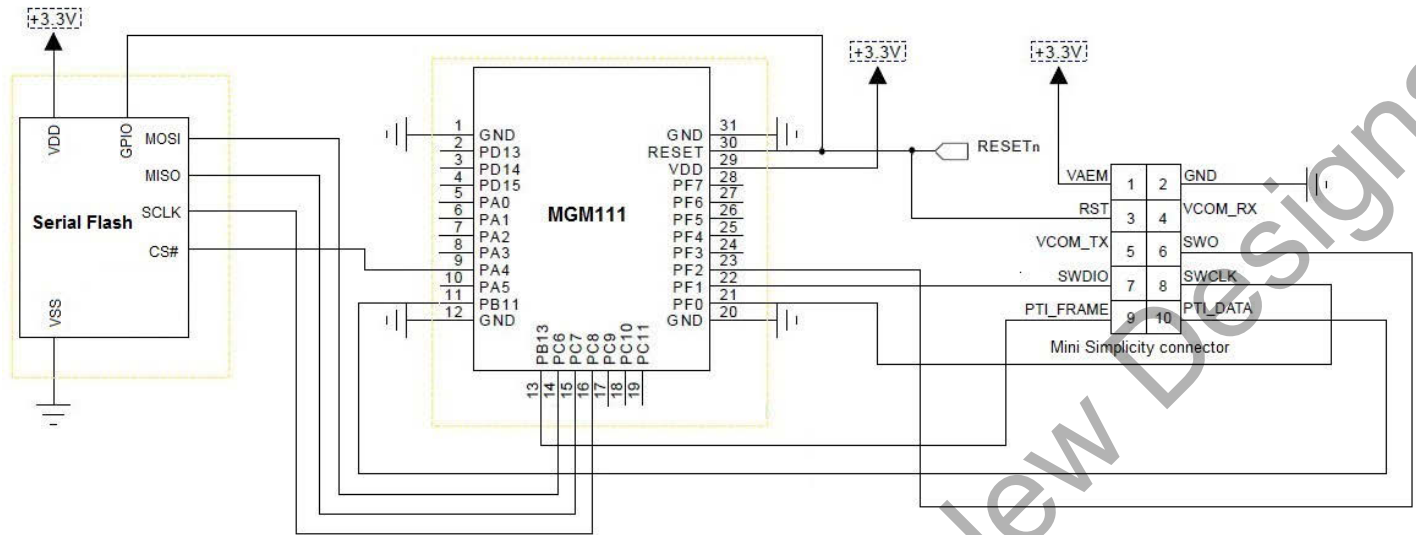 +3.3V
VDD
GPIO
MOSI
MISO
SCLK
CS#
Serial Flash
VSS
MGM111
1 GND
2 PD13
3 PD14
4 PD15
5 PA0
6 PA1
7 PA2
8 PA3
9 PA4
10 PA5
11 PB11
12 GND
13 PB13
14 PC6
15 PC7
16 PC8
17 PC9
18 PC10
19 PC11
GND 31
RESET 30
VDD 29
PF7 28
PF6 27
PF5 26
PF4 25
PF3 24
PF2 23
PF1 22
PF0 21
GND 20
+3.3V
RESETn
+3.3V
VAEM 1 2 GND
RST 3 4 VCOM_RX
VCOM_TX 5 6 SWO
SWDIO 7 8 SWCLK
PTI_FRAME 9 10 PTI_DATA
Mini Simplicity connector
New Designs